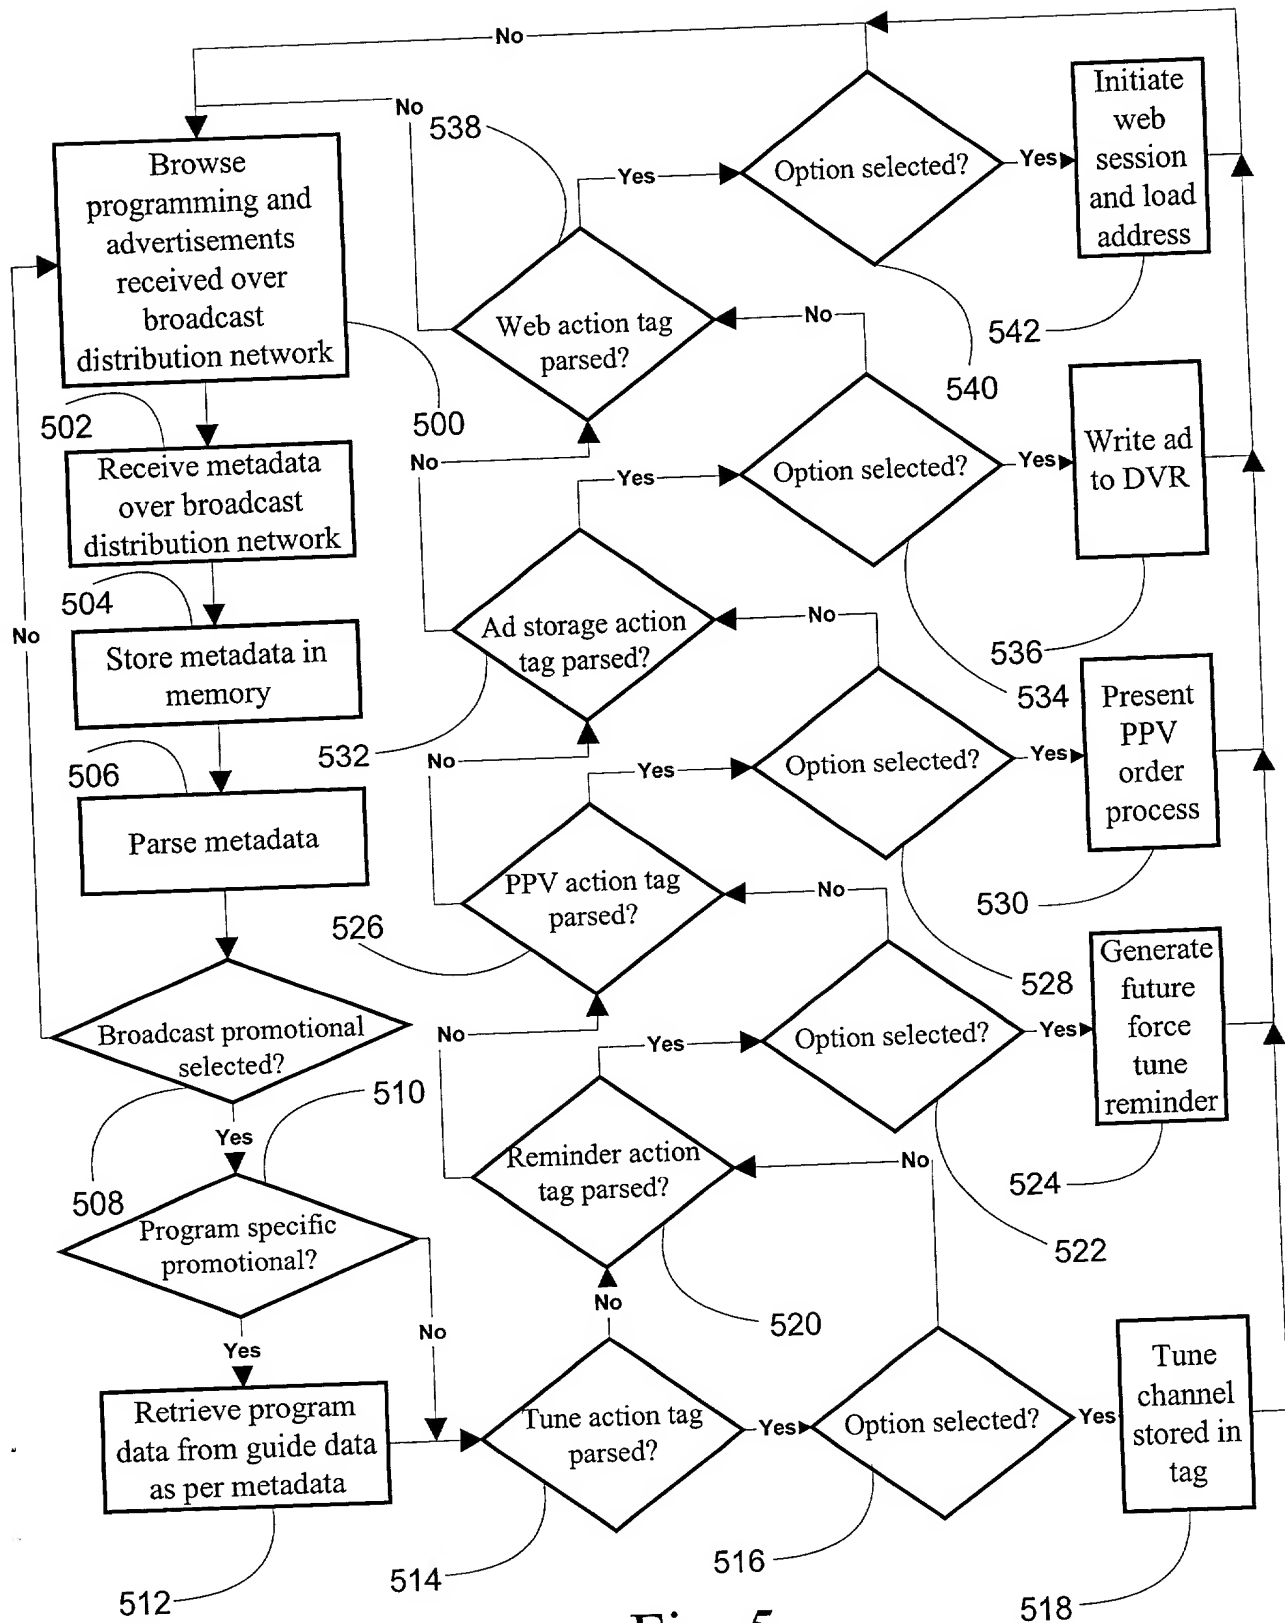 No
No
538
Initiate
web
session
and load
address
Browse
programming and
advertisements
received over
broadcast
distribution network
Yes
Option selected?
Yes
Web action tag
parsed?
No
542
540
502
500
Receive metadata
over broadcast
distribution network
No
Yes
Option selected?
Yes
Write ad
to DVR
504
No
Store metadata in
memory
Ad storage action
tag parsed?
No
536
534
532
506
No
Yes
Option selected?
Yes
Present
PPV
order
process
Parse metadata
PPV action tag
parsed?
No
530
526
528
Broadcast promotional
selected?
No
Yes
Option selected?
Yes
Generate
future
force
tune
reminder
510
Yes
508
Reminder action
tag parsed?
No
524
522
Program specific
promotional?
No
Yes
No
520
Retrieve program
data from guide data
as per metadata
Tune action tag
parsed?
Yes
Option selected?
Yes
Tune
channel
stored in
tag
512
514
516
518
Fig. 5